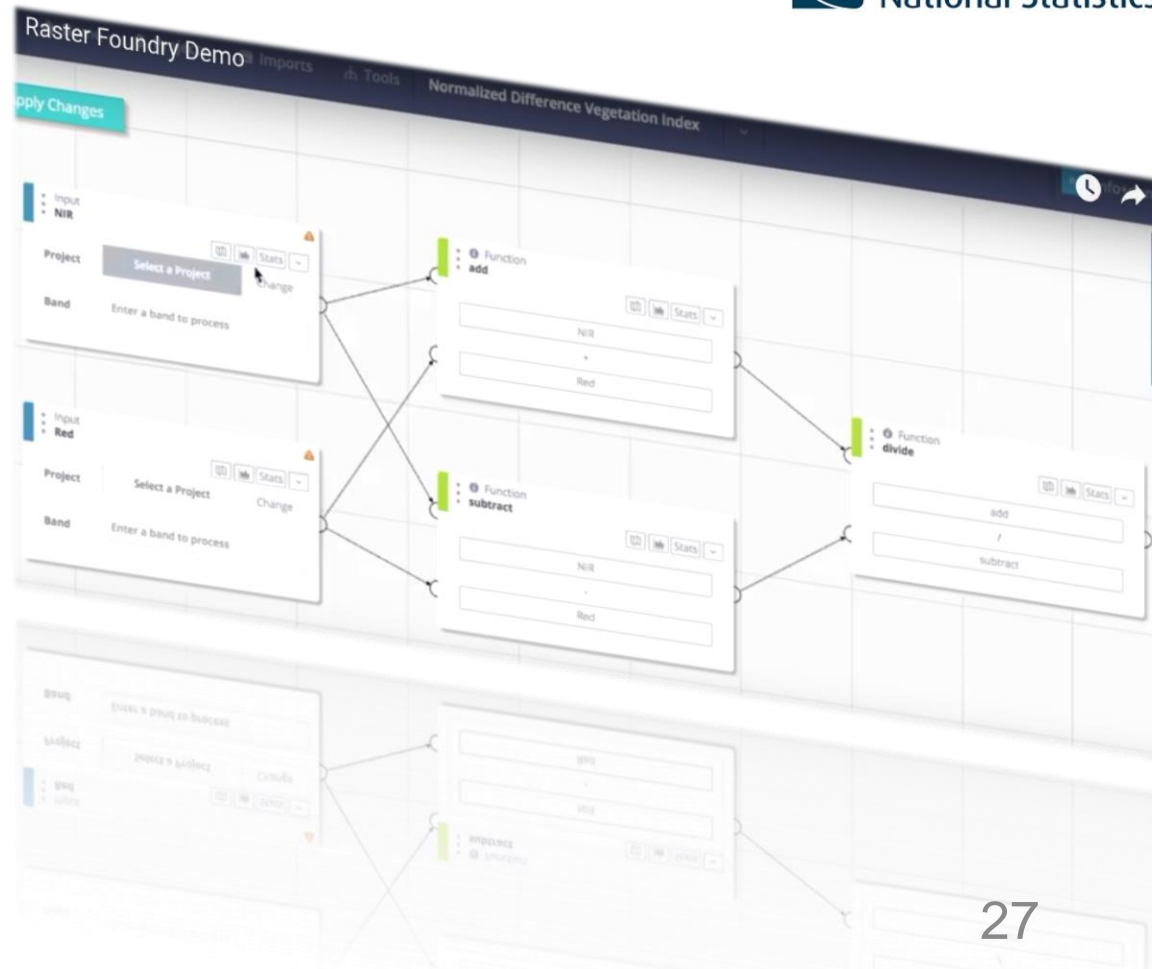 National Statistics
Raster Foundry Demo
Imports
Tools
Normalized Difference Vegetation Index
pply Changes
Input
NIR
Stats
Project
Select a Project
Change
Band
Enter a band to process
Input
Red
Stats
Project
Select a Project
Change
Band
Enter a band to process
Function
add
Stats
NIR
+
Red
Function
subtract
Stats
NIR
-
Red
Function
divide
Stats
add
/
subtract
27